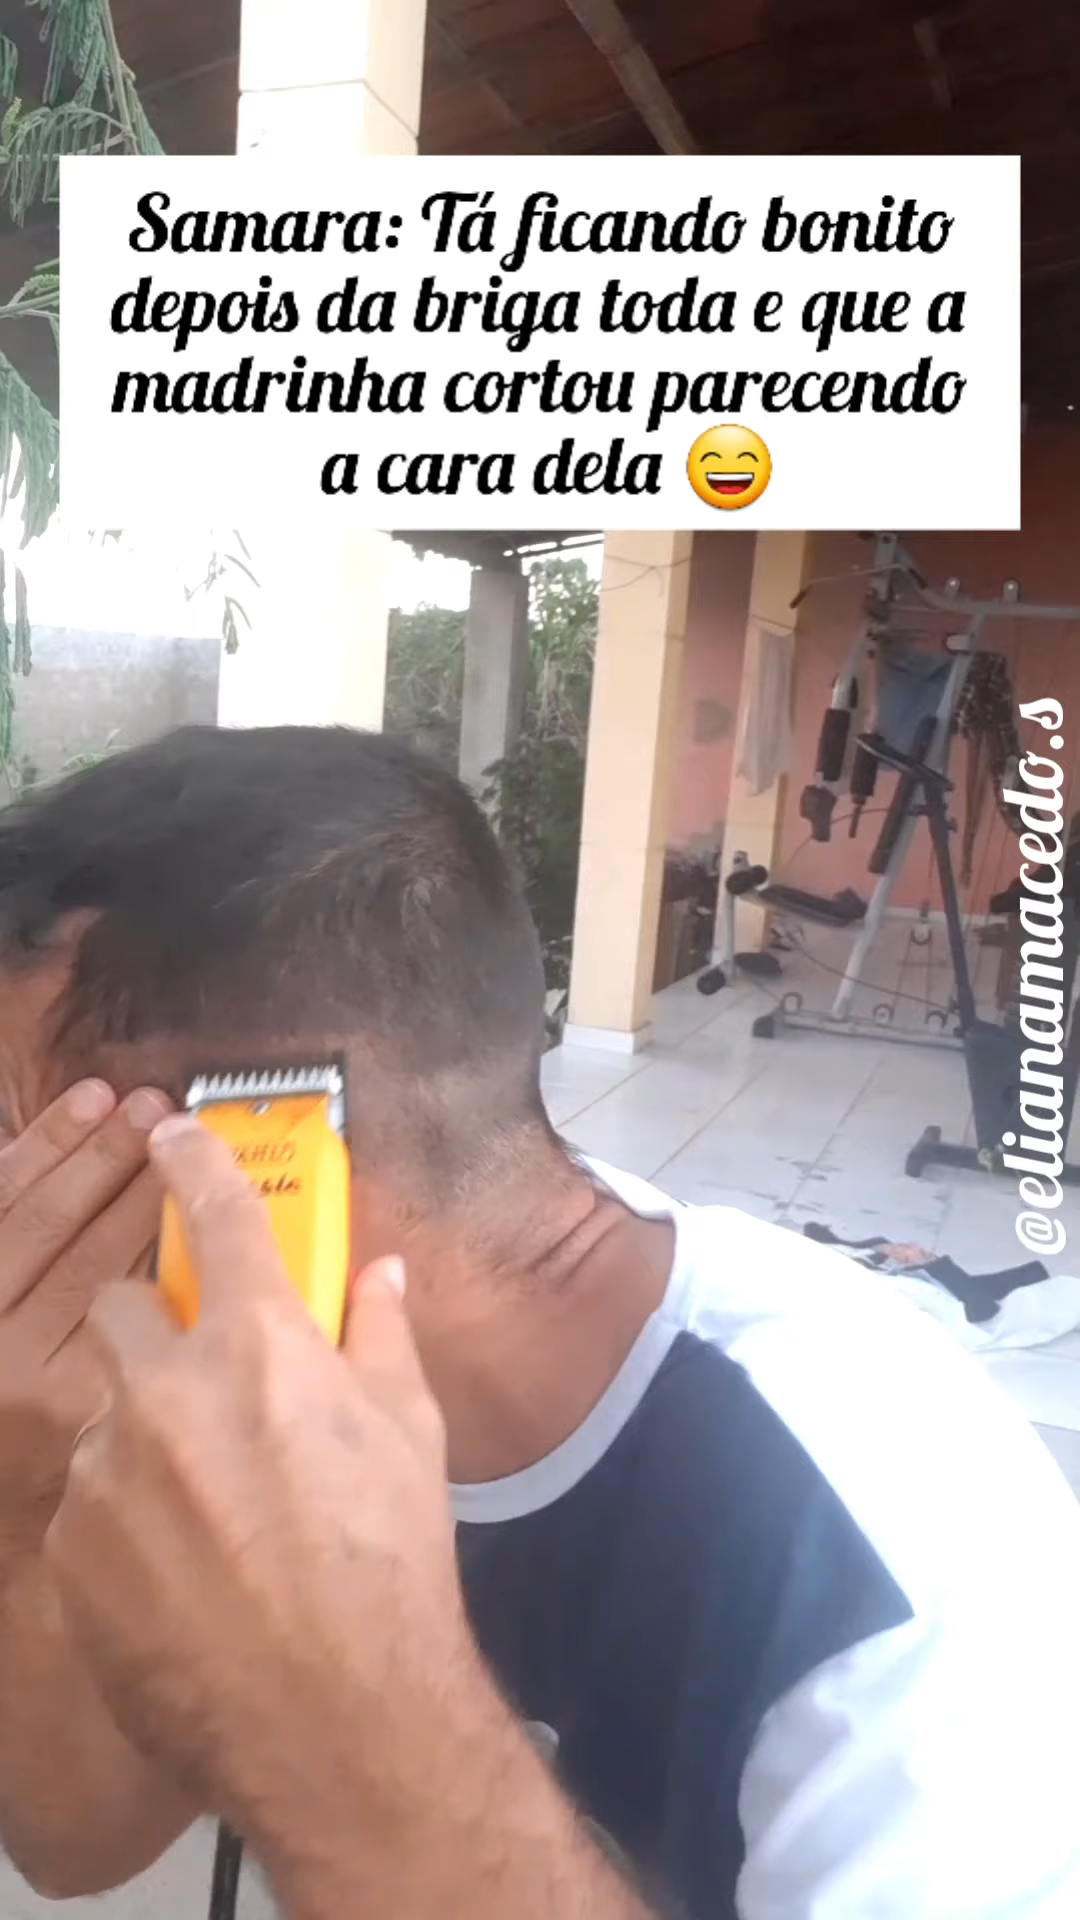 Samara: Tá ficando bonito
depois da briga toda e que a
madrinha cortou parecendo
a cara dela 😄
@elianamacedo.s